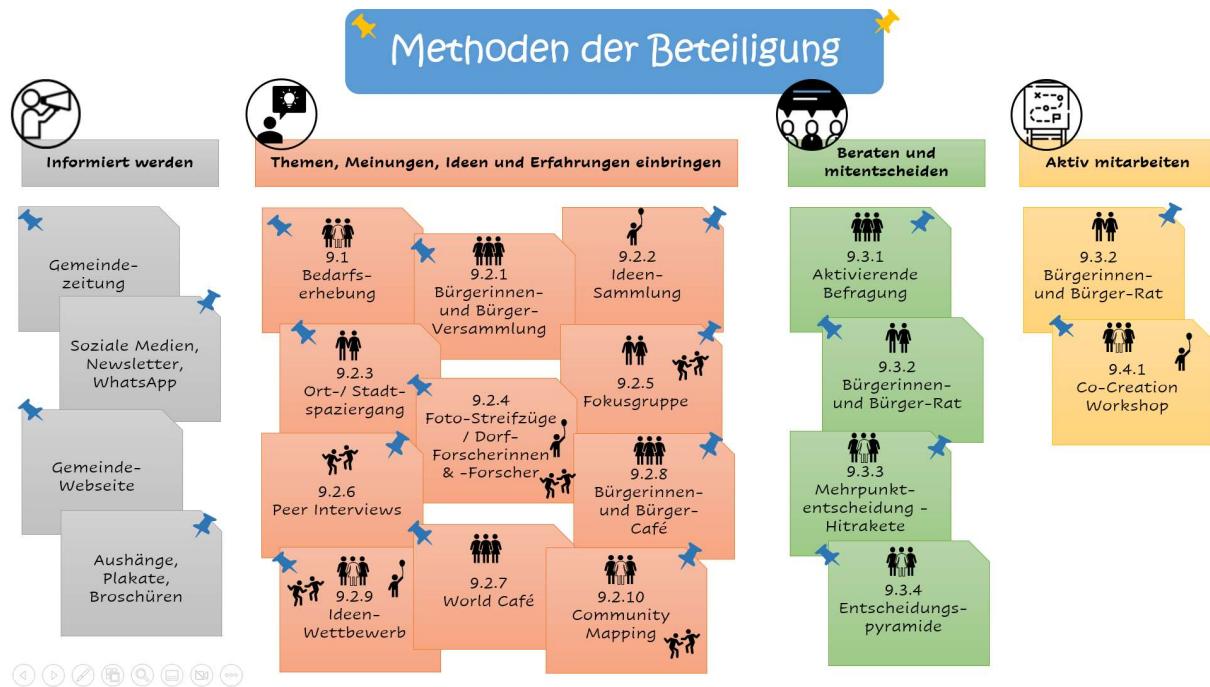 Methoden der Beteiligung
Informiert werden
Gemeinde-
zeitung
Soziale Medien,
Newsletter,
WhatsApp
Gemeinde-
Webseite
Aushänge,
Plakate,
Broschüren
Themen, Meinungen, Ideen und Erfahrungen einbringen
9.1
Bedarfs-
erhebung
9.2.1
Bürgerinnen-
und Bürger-
Versammlung
9.2.2
Ideen-
Sammlung
9.2.3
Ort-/ Stadt-
spaziergang
9.2.4
Foto-Streifzüge
/ Dorf-
Forscherinnen
& -Forscher
9.2.5
Fokusgruppe
9.2.6
Peer Interviews
9.2.8
Bürgerinnen-
und Bürger-
Café
9.2.9
Ideen-
Wettbewerb
9.2.7
World Café
9.2.10
Community
Mapping
Beraten und
mitentscheiden
9.3.1
Aktivierende
Befragung
9.3.2
Bürgerinnen-
und Bürger-Rat
9.3.3
Mehrpunkt-
entscheidung -
Hitrakete
9.3.4
Entscheidungs-
pyramide
Aktiv mitarbeiten
9.3.2
Bürgerinnen-
und Bürger-Rat
9.4.1
Co-Creation
Workshop